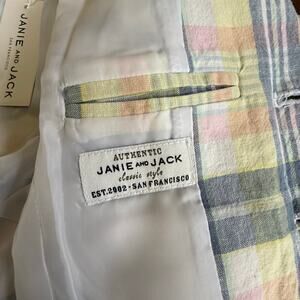 JANIE AND JACK
SAN FRANCISCO
AUTHENTIC
JANIE AND JACK
classic style
EST. 2002 • SAN FRANCISCO